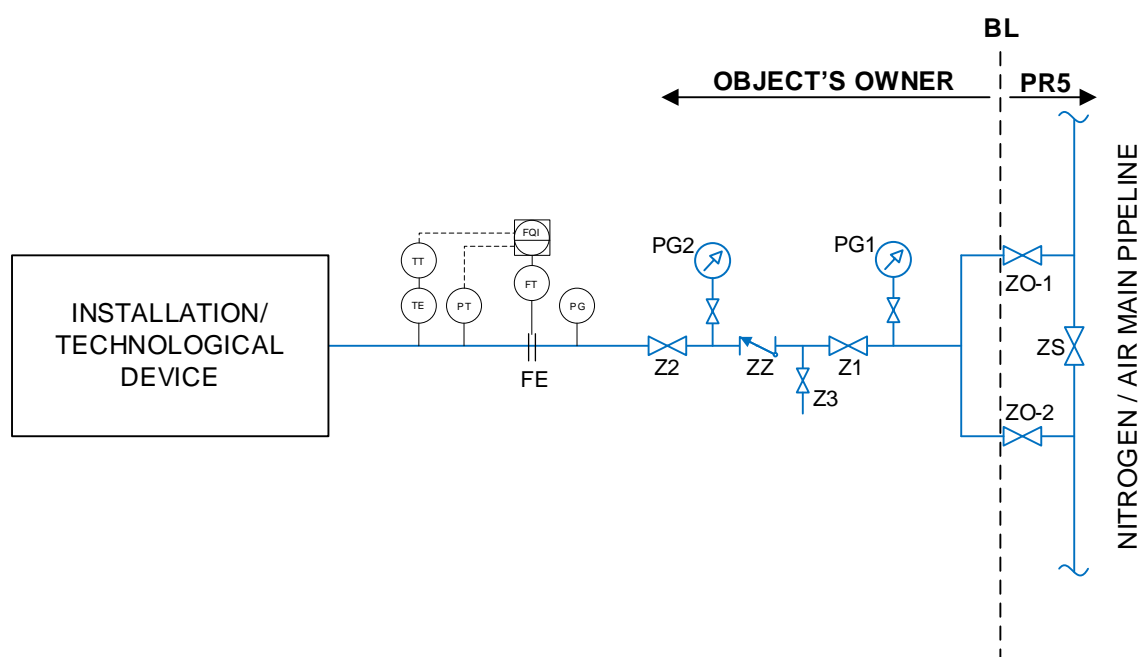 BL
OBJECT'S OWNER
PR5
FQI
TT
FT
TE
PT
PG
PG2
PG1
ZO-1
INSTALLATION/
TECHNOLOGICAL
DEVICE
FE
Z2
ZZ
Z1
Z3
ZS
ZO-2
NITROGEN / AIR MAIN PIPELINE